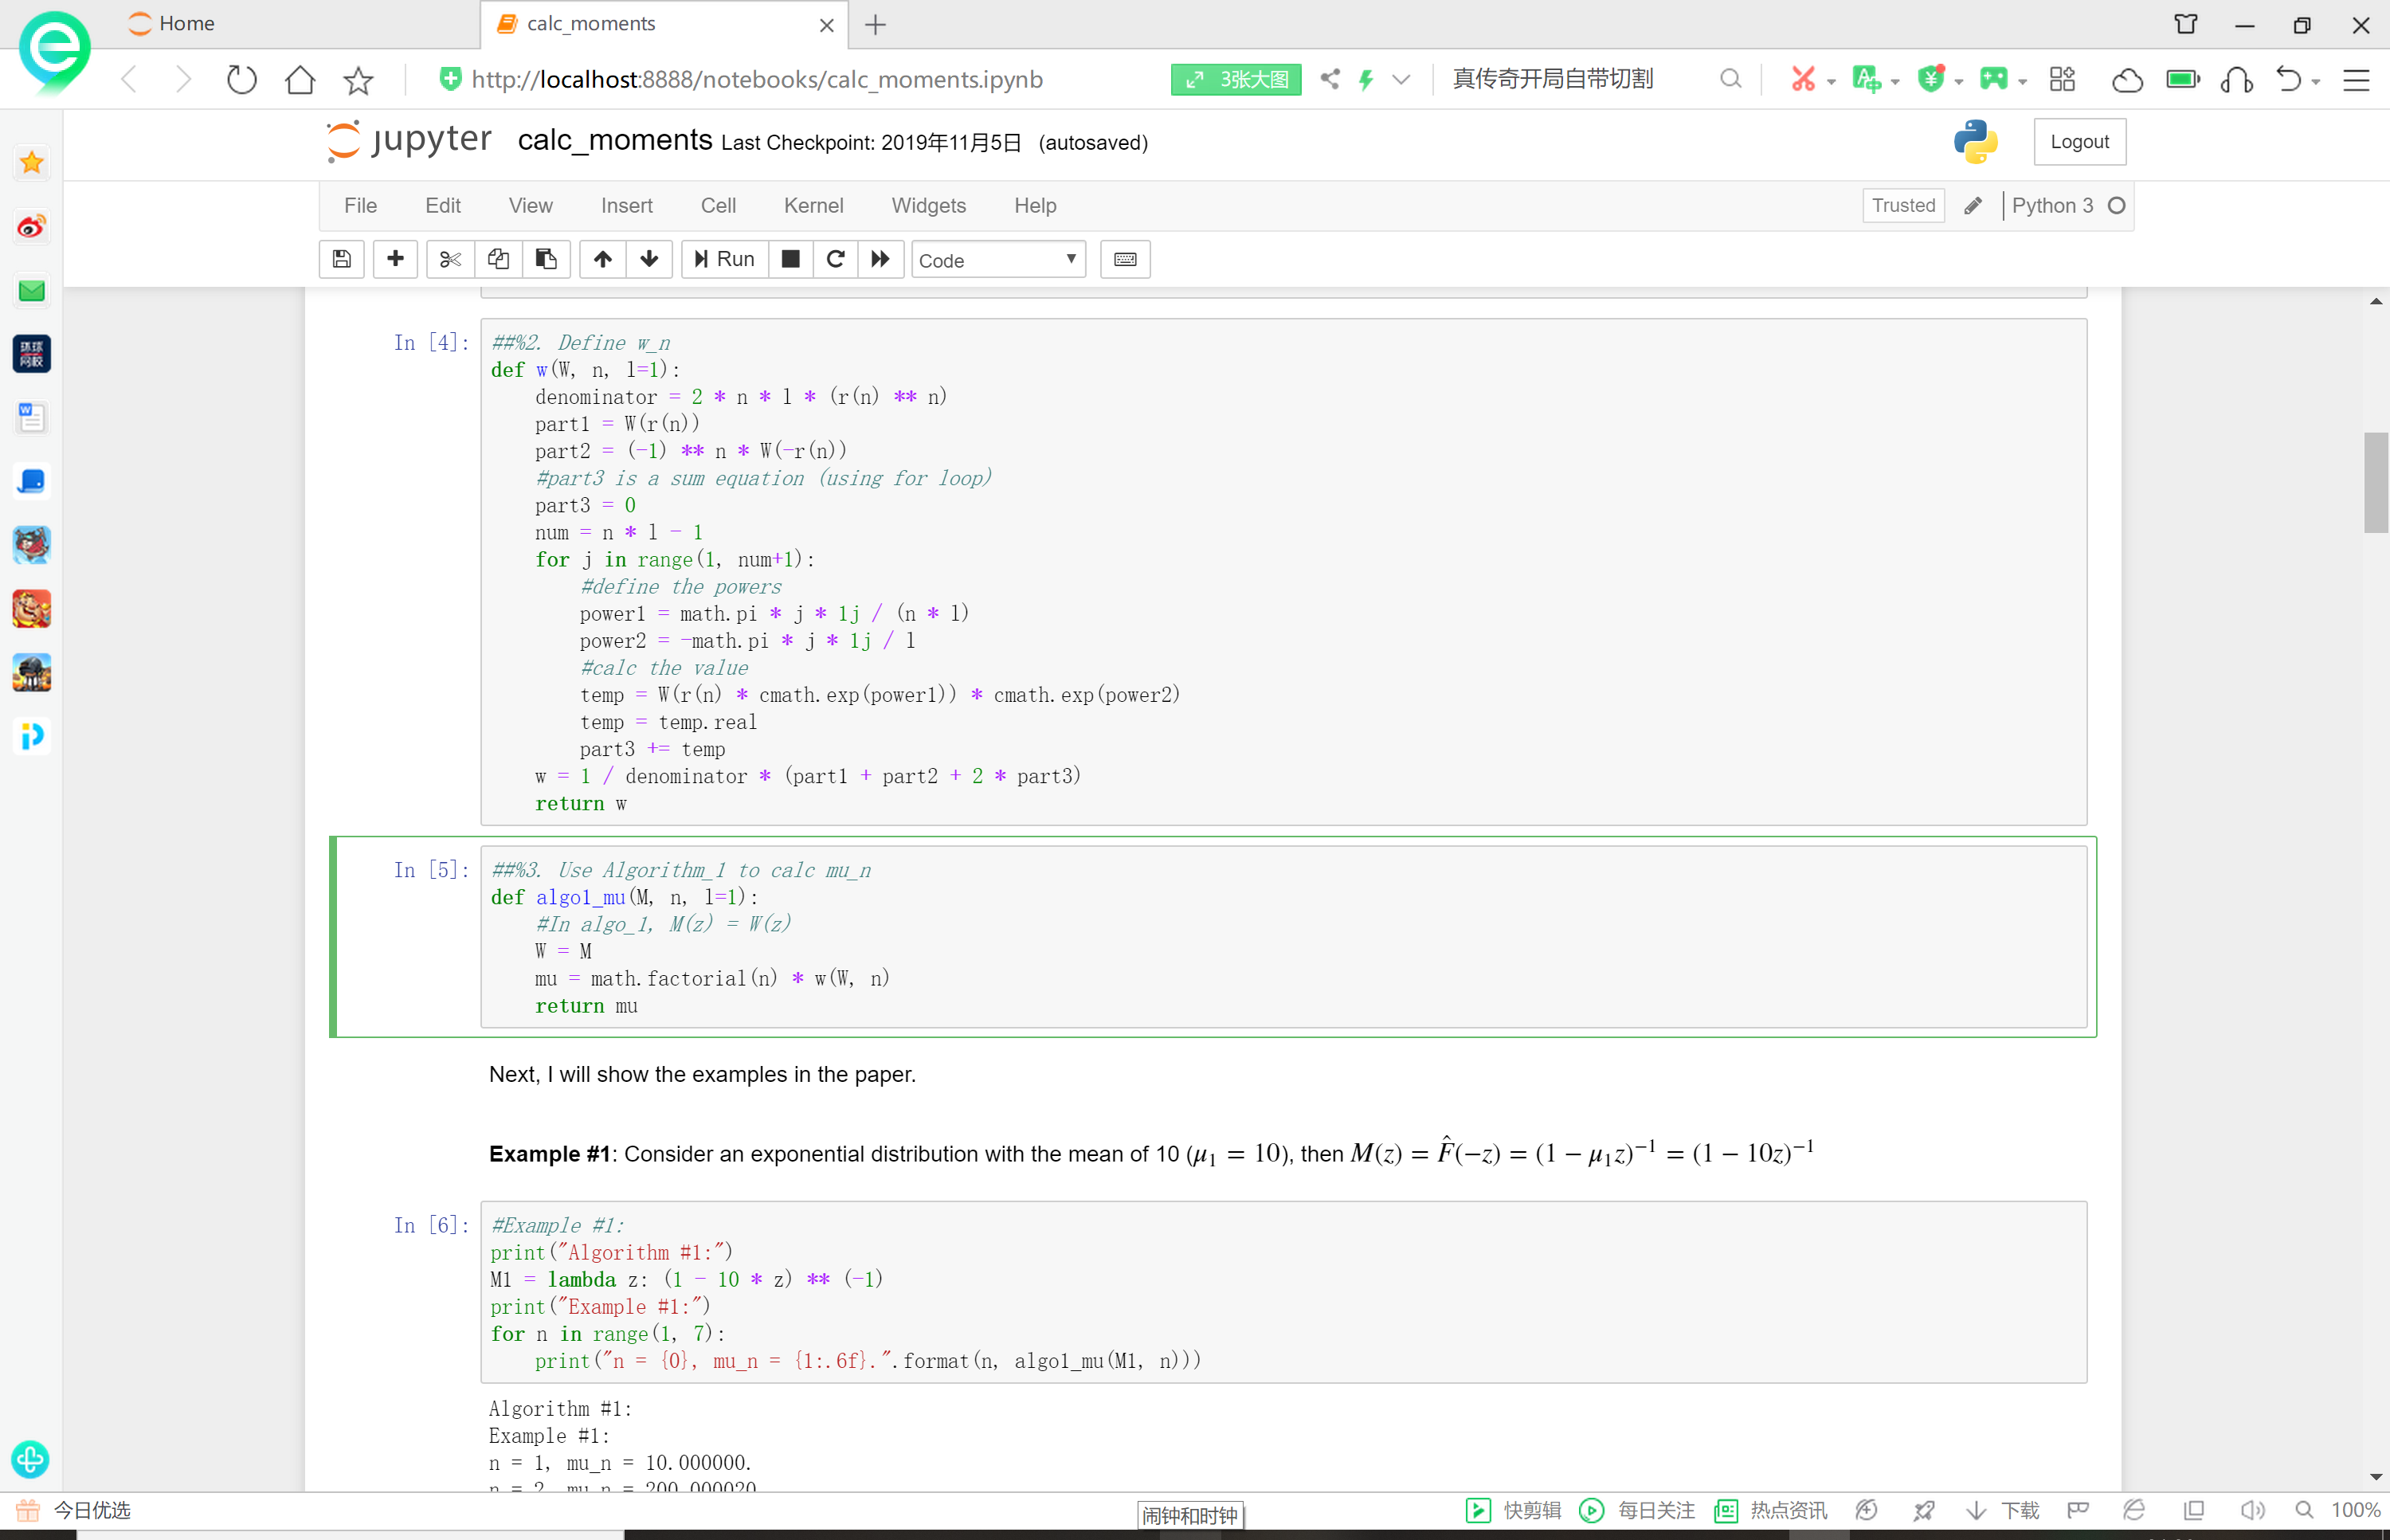 Home
calc_moments
http://localhost:8888/notebooks/calc_moments.ipynb
3张大图
真传奇开局自带切割
jupyter calc_moments Last Checkpoint: 2019年11月5日 (autosaved)
Logout
File Edit View Insert Cell Kernel Widgets Help
Trusted
Python 3
Run
Code
In [4]:
##%2. Define w_n
def w(W, n, l=1):
    denominator = 2 * n * l * (r(n) ** n)
    part1 = W(r(n))
    part2 = (-1) ** n * W(-r(n))
    #part3 is a sum equation (using for loop)
    part3 = 0
    num = n * l - 1
    for j in range(1, num+1):
        #define the powers
        power1 = math.pi * j * 1j / (n * l)
        power2 = -math.pi * j * 1j / l
        #calc the value
        temp = W(r(n) * cmath.exp(power1)) * cmath.exp(power2)
        temp = temp.real
        part3 += temp
    w = 1 / denominator * (part1 + part2 + 2 * part3)
    return w
In [5]:
##%3. Use Algorithm_1 to calc mu_n
def algo1_mu(M, n, l=1):
    #In algo_1, M(z) = W(z)
    W = M
    mu = math.factorial(n) * w(W, n)
    return mu
Next, I will show the examples in the paper.
Example #1: Consider an exponential distribution with the mean of 10 (μ₁ = 10), then M(z) = F̂(−z) = (1 − μ₁z)⁻¹ = (1 − 10z)⁻¹
In [6]:
#Example #1:
print("Algorithm #1:")
M1 = lambda z: (1 - 10 * z) ** (-1)
print("Example #1:")
for n in range(1, 7):
    print("n = {0}, mu_n = {1:.6f}.".format(n, algo1_mu(M1, n)))
Algorithm #1:
Example #1:
n = 1, mu_n = 10.000000.
n = 2, mu_n = 200.000020
今日优选
闹钟和时钟
快剪辑
每日关注
热点资讯
下载
100%